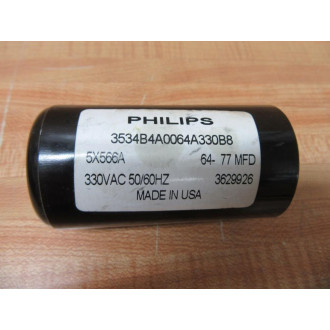 PHILIPS
3534B4A0064A330B8
5X566A 64- 77 MFD
330VAC 50/60HZ 3629926
MADE IN USA